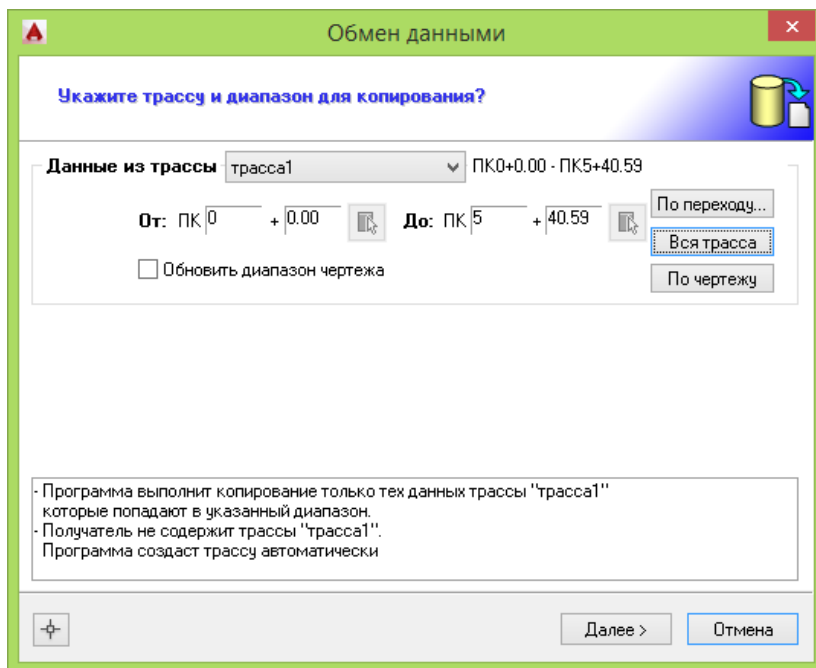 Обмен данными
Укажите трассу и диапазон для копирования?
Данные из трассы трасса1 ПК0+0.00 - ПК5+40.59
От: ПК 0 + 0.00 До: ПК 5 + 40.59
По переходу...
Вся трасса
По чертежу
Обновить диапазон чертежа
- Программа выполнит копирование только тех данных трассы "трасса1"
которые попадают в указанный диапазон.
- Получатель не содержит трассы "трасса1".
Программа создаст трассу автоматически
Далее > Отмена